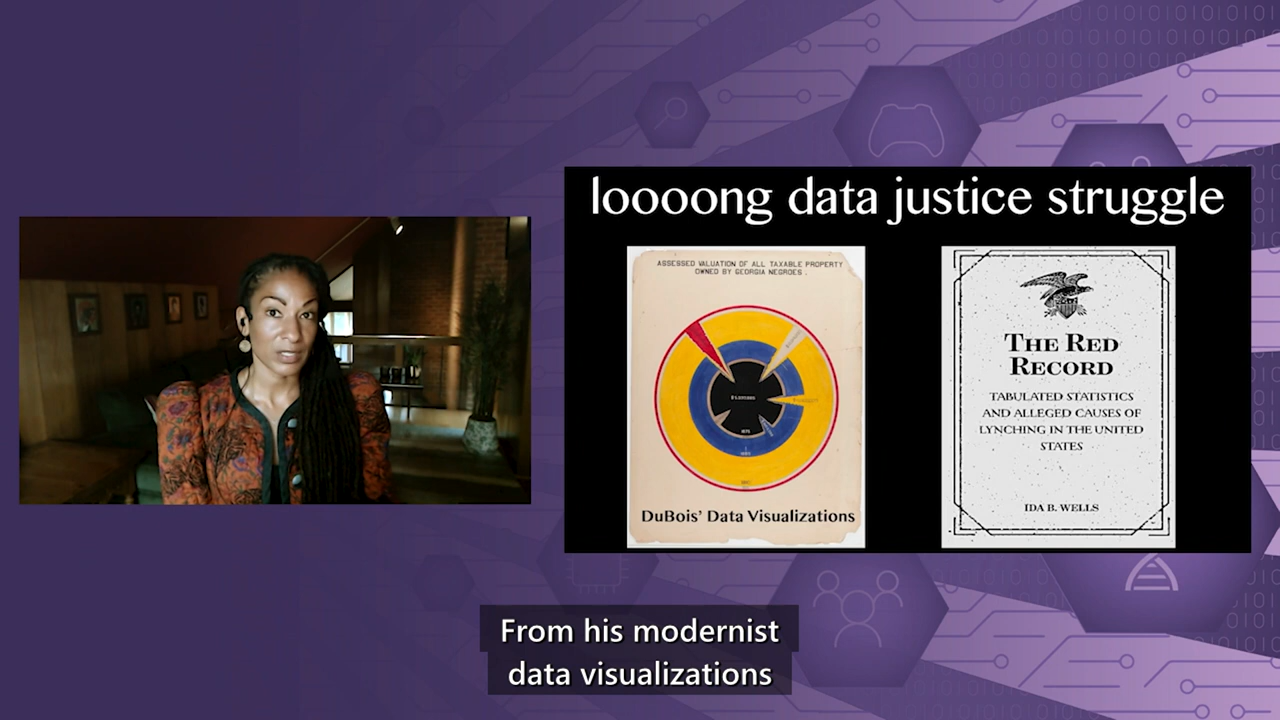 loooong data justice struggle
ASSESSED VALUATION OF ALL TAXABLE PROPERTY
OWNED BY GEORGIA NEGROES .
DuBois' Data Visualizations
THE RED
RECORD
TABULATED STATISTICS
AND ALLEGED CAUSES OF
LYNCHING IN THE UNITED
STATES
IDA B. WELLS
From his modernist
data visualizations